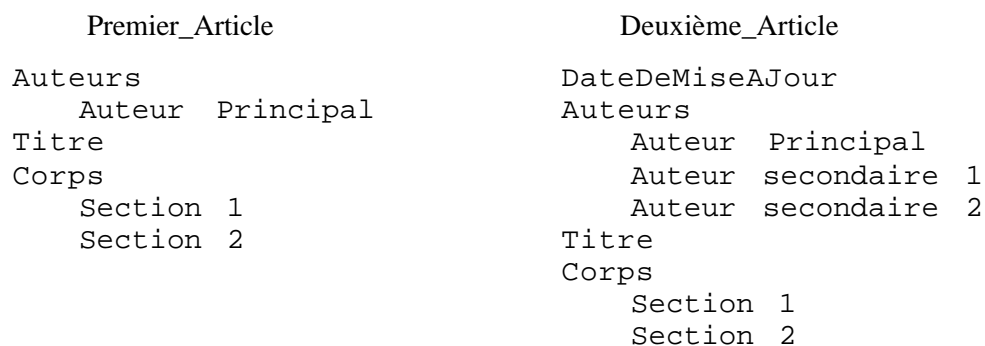 Premier_Article
Auteurs
Auteur Principal
Titre
Corps
Section 1
Section 2
Deuxième_Article
DateDeMiseAJour
Auteurs
Auteur Principal
Auteur secondaire 1
Auteur secondaire 2
Titre
Corps
Section 1
Section 2